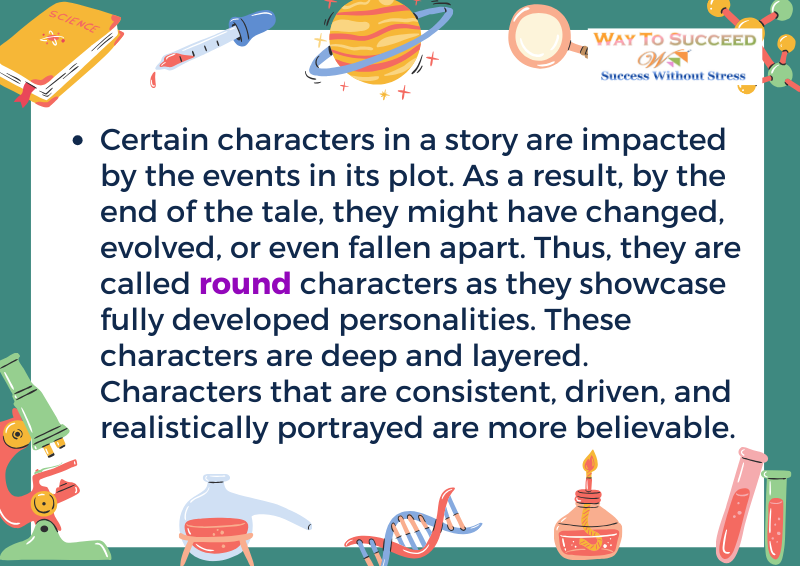 SCIENCE
WAY TO SUCCEED
W
Success Without Stress
• Certain characters in a story are impacted
by the events in its plot. As a result, by the
end of the tale, they might have changed,
evolved, or even fallen apart. Thus, they are
called round characters as they showcase
fully developed personalities. These
characters are deep and layered.
Characters that are consistent, driven, and
realistically portrayed are more believable.